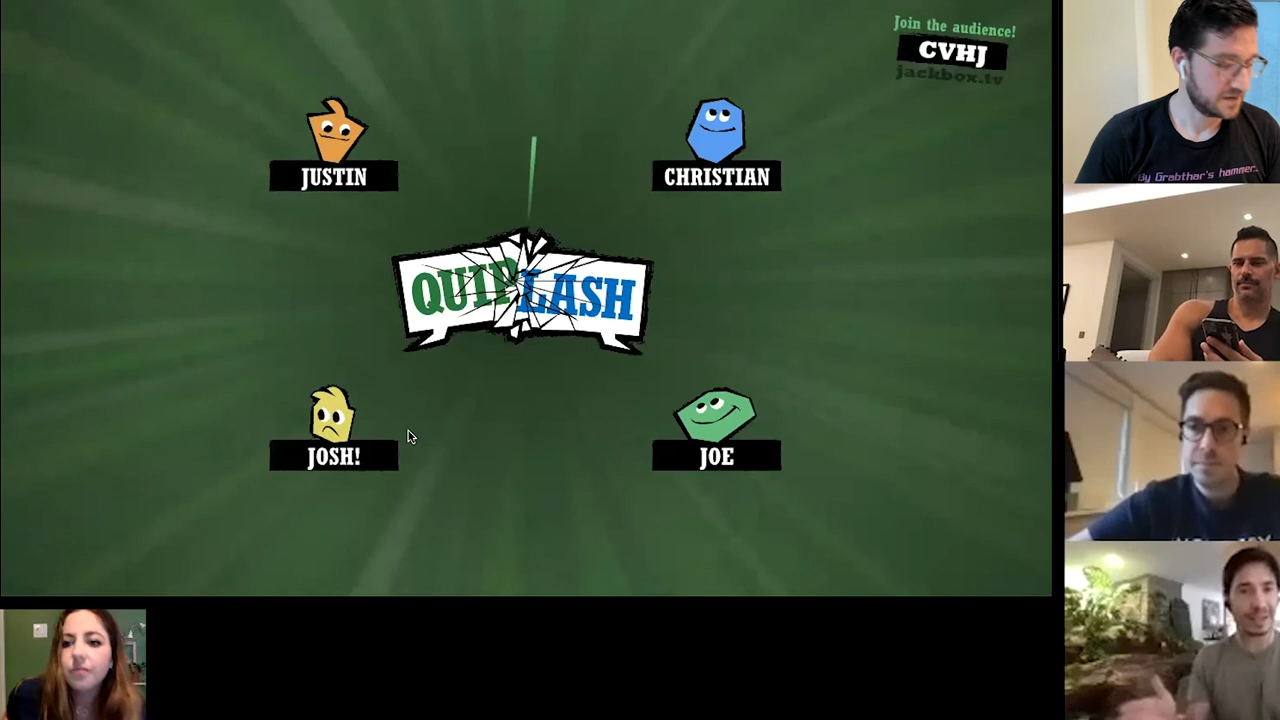 Join the audience!
CVHJ
jackbox.tv
JUSTIN
CHRISTIAN
QUIPLASH
JOSH!
JOE
By Grabthar's hammer...